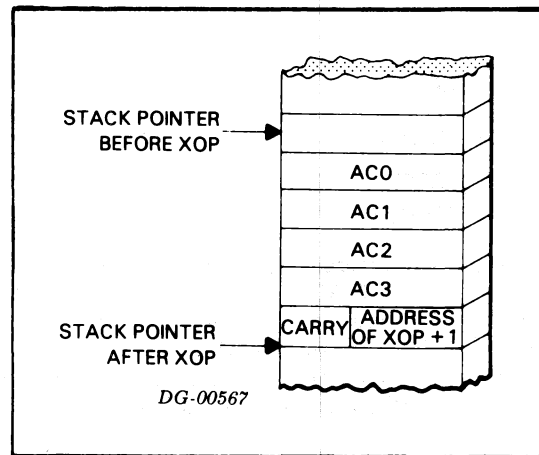 STACK POINTER
BEFORE XOP
AC0
AC1
AC2
AC3
CARRY
ADDRESS
OF XOP + 1
STACK POINTER
AFTER XOP
DG-00567